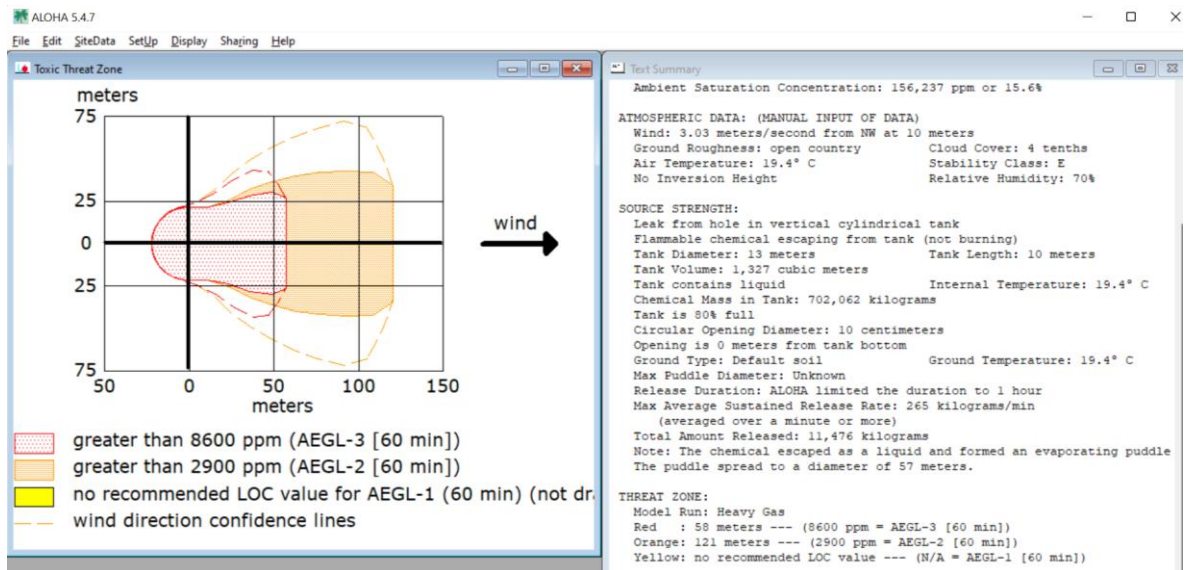 ALOHA 5.4.7
File Edit SiteData SetUp Display Sharing Help
Toxic Threat Zone
meters
75
25
0
25
75
50 0 50 100 150
meters
wind
greater than 8600 ppm (AEGL-3 [60 min])
greater than 2900 ppm (AEGL-2 [60 min])
no recommended LOC value for AEGL-1 (60 min) (not dra
wind direction confidence lines
Text Summary
Ambient Saturation Concentration: 156,237 ppm or 15.6%
ATMOSPHERIC DATA: (MANUAL INPUT OF DATA)
Wind: 3.03 meters/second from NW at 10 meters
Ground Roughness: open country Cloud Cover: 4 tenths
Air Temperature: 19.4° C Stability Class: E
No Inversion Height Relative Humidity: 70%
SOURCE STRENGTH:
Leak from hole in vertical cylindrical tank
Flammable chemical escaping from tank (not burning)
Tank Diameter: 13 meters Tank Length: 10 meters
Tank Volume: 1,327 cubic meters
Tank contains liquid Internal Temperature: 19.4° C
Chemical Mass in Tank: 702,062 kilograms
Tank is 80% full
Circular Opening Diameter: 10 centimeters
Opening is 0 meters from tank bottom
Ground Type: Default soil Ground Temperature: 19.4° C
Max Puddle Diameter: Unknown
Release Duration: ALOHA limited the duration to 1 hour
Max Average Sustained Release Rate: 265 kilograms/min
(averaged over a minute or more)
Total Amount Released: 11,476 kilograms
Note: The chemical escaped as a liquid and formed an evaporating puddle
The puddle spread to a diameter of 57 meters.
THREAT ZONE:
Model Run: Heavy Gas
Red : 58 meters --- (8600 ppm = AEGL-3 [60 min])
Orange: 121 meters --- (2900 ppm = AEGL-2 [60 min])
Yellow: no recommended LOC value --- (N/A = AEGL-1 [60 min])